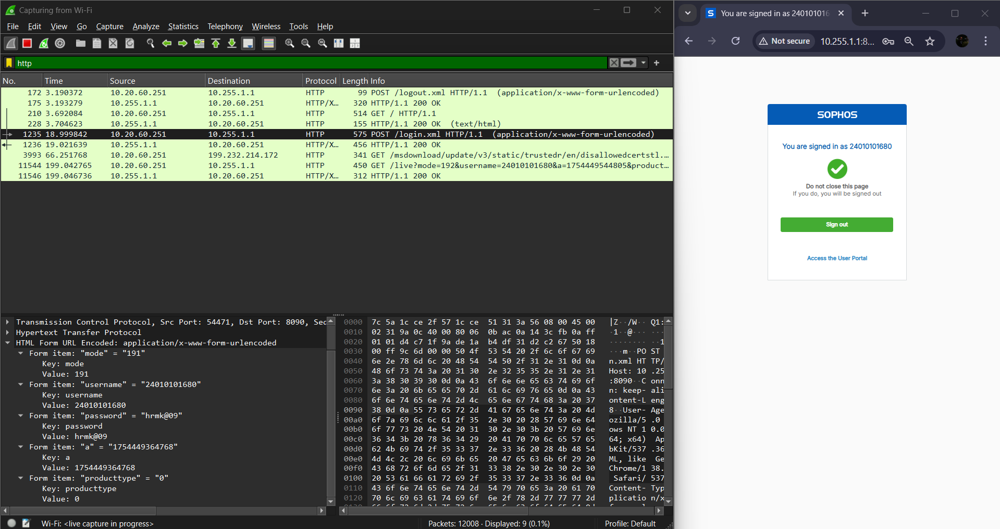 Capturing from Wi-Fi
File Edit View Go Capture Analyze Statistics Telephony Wireless Tools Help
http
No. Time Source Destination Protocol Length Info
172 3.190372 10.20.60.251 10.255.1.1 HTTP 99 POST /logout.xml HTTP/1.1 (application/x-www-form-urlencoded)
175 3.193279 10.255.1.1 10.20.60.251 HTTP/X… 320 HTTP/1.1 200 OK
210 3.692084 10.20.60.251 10.255.1.1 HTTP 514 GET / HTTP/1.1
228 3.704623 10.255.1.1 10.20.60.251 HTTP 155 HTTP/1.1 200 OK (text/html)
1235 18.999842 10.20.60.251 10.255.1.1 HTTP 575 POST /login.xml HTTP/1.1 (application/x-www-form-urlencoded)
1236 19.021639 10.255.1.1 10.20.60.251 HTTP/X… 456 HTTP/1.1 200 OK
3993 66.251768 10.20.60.251 199.232.214.172 HTTP 341 GET /msdownload/update/v3/static/trustedr/en/disallowedcertstl.…
11544 199.042765 10.20.60.251 10.255.1.1 HTTP 450 GET /live?mode=192&username=24010101680&a=1754449544805&product…
11546 199.046736 10.255.1.1 10.20.60.251 HTTP/X… 312 HTTP/1.1 200 OK
Transmission Control Protocol, Src Port: 54471, Dst Port: 8090, Sec
Hypertext Transfer Protocol
HTML Form URL Encoded: application/x-www-form-urlencoded
Form item: "mode" = "191"
Key: mode
Value: 191
Form item: "username" = "24010101680"
Key: username
Value: 24010101680
Form item: "password" = "hrmk@09"
Key: password
Value: hrmk@09
Form item: "a" = "1754449364768"
Key: a
Value: 1754449364768
Form item: "producttype" = "0"
Key: producttype
Value: 0
0000 7c 5a 1c ce 2f 57 1c ce 51 31 3a 56 08 00 45 00 |Z··/W·· Q1:
0010 02 31 9a 0c 40 00 80 06 0b ac 0a 14 3c fb 0a ff ·1··@··· ····
0020 01 01 d4 c7 1f 9a de 1a b4 df 31 d2 c2 67 50 18 ········ ··1
0030 00 ff 9c 6d 00 00 50 4f 53 54 20 2f 6c 6f 67 69 ···m··PO ST
0040 6e 2e 78 6d 6c 20 48 54 54 50 2f 31 2e 31 0d 0a n.xml HT TP/
0050 48 6f 73 74 3a 20 31 30 2e 32 35 35 2e 31 2e 31 Host: 10 .25
0060 3a 38 30 39 30 0d 0a 43 6f 6e 6e 65 63 74 69 6f :8090··C onn
0070 6e 3a 20 6b 65 65 70 2d 61 6c 69 76 65 0d 0a 43 n: keep- ali
0080 6f 6e 74 65 6e 74 2d 4c 65 6e 67 74 68 3a 20 37 ontent-L eng
0090 38 0d 0a 55 73 65 72 2d 41 67 65 6e 74 3a 20 4d 8··User- Age
00a0 6f 7a 69 6c 6c 61 2f 35 2e 30 20 28 57 69 6e 64 ozilla/5 .0
00b0 6f 77 73 20 4e 54 20 31 30 2e 30 3b 20 57 69 6e ows NT 1 0.0
00c0 36 34 3b 20 78 36 34 29 20 41 70 70 6c 65 57 65 64; x64) Ap
00d0 62 4b 69 74 2f 35 33 37 2e 33 36 20 28 4b 48 54 bKit/537 .36
00e0 4d 4c 2c 20 6c 69 6b 65 20 47 65 63 6b 6f 29 20 ML, like Ge
00f0 43 68 72 6f 6d 65 2f 31 33 38 2e 30 2e 30 2e 30 Chrome/1 38.
0100 20 53 61 66 61 72 69 2f 35 33 37 2e 33 36 0d 0a Safari/ 537
0110 43 6f 6e 74 65 6e 74 2d 54 79 70 65 3a 20 61 70 Content- Typ
0120 70 6c 69 63 61 74 69 6f 6e 2f 78 2d 77 77 77 2d plicatio n/x
Wi-Fi: <live capture in progress> Packets: 12008 · Displayed: 9 (0.1%) Profile: Default
You are signed in as 240101016
Not secure 10.255.1.1:8...
SOPHOS
You are signed in as 24010101680
Do not close this page
If you do, you will be signed out
Sign out
Access the User Portal